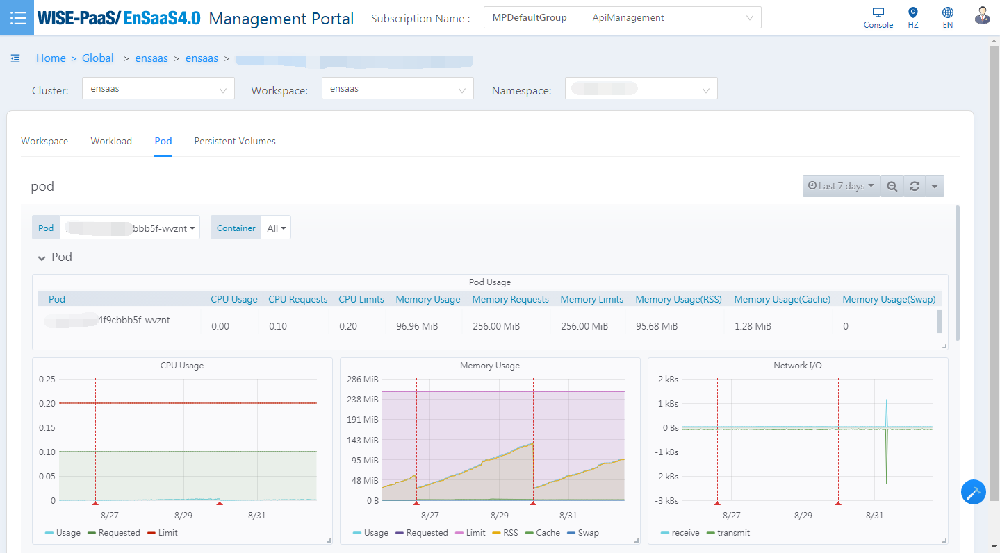 WISE-PaaS/ EnSaaS4.0 Management Portal Subscription Name : MPDefaultGroup ApiManagement Console HZ EN
Home > Global > ensaas > ensaas >
Cluster: ensaas Workspace: ensaas Namespace:
Workspace Workload Pod Persistent Volumes
pod Last 7 days
Pod bbb5f-wvznt Container All
Pod
Pod Usage
Pod CPU Usage CPU Requests CPU Limits Memory Usage Memory Requests Memory Limits Memory Usage(RSS) Memory Usage(Cache) Memory Usage(Swap)
4f9cbbb5f-wvznt 0.00 0.10 0.20 96.96 MiB 256.00 MiB 256.00 MiB 95.68 MiB 1.28 MiB 0
CPU Usage
0.25
0.20
0.15
0.10
0.05
0
8/27 8/29 8/31
Usage Requested Limit
Memory Usage
286 MiB
238 MiB
191 MiB
143 MiB
95 MiB
48 MiB
0 B
8/27 8/29 8/31
Usage Requested Limit RSS Cache Swap
Network I/O
2 kBs
1 kBs
0 Bs
-1 kBs
-2 kBs
-3 kBs
8/27 8/29 8/31
receive transmit